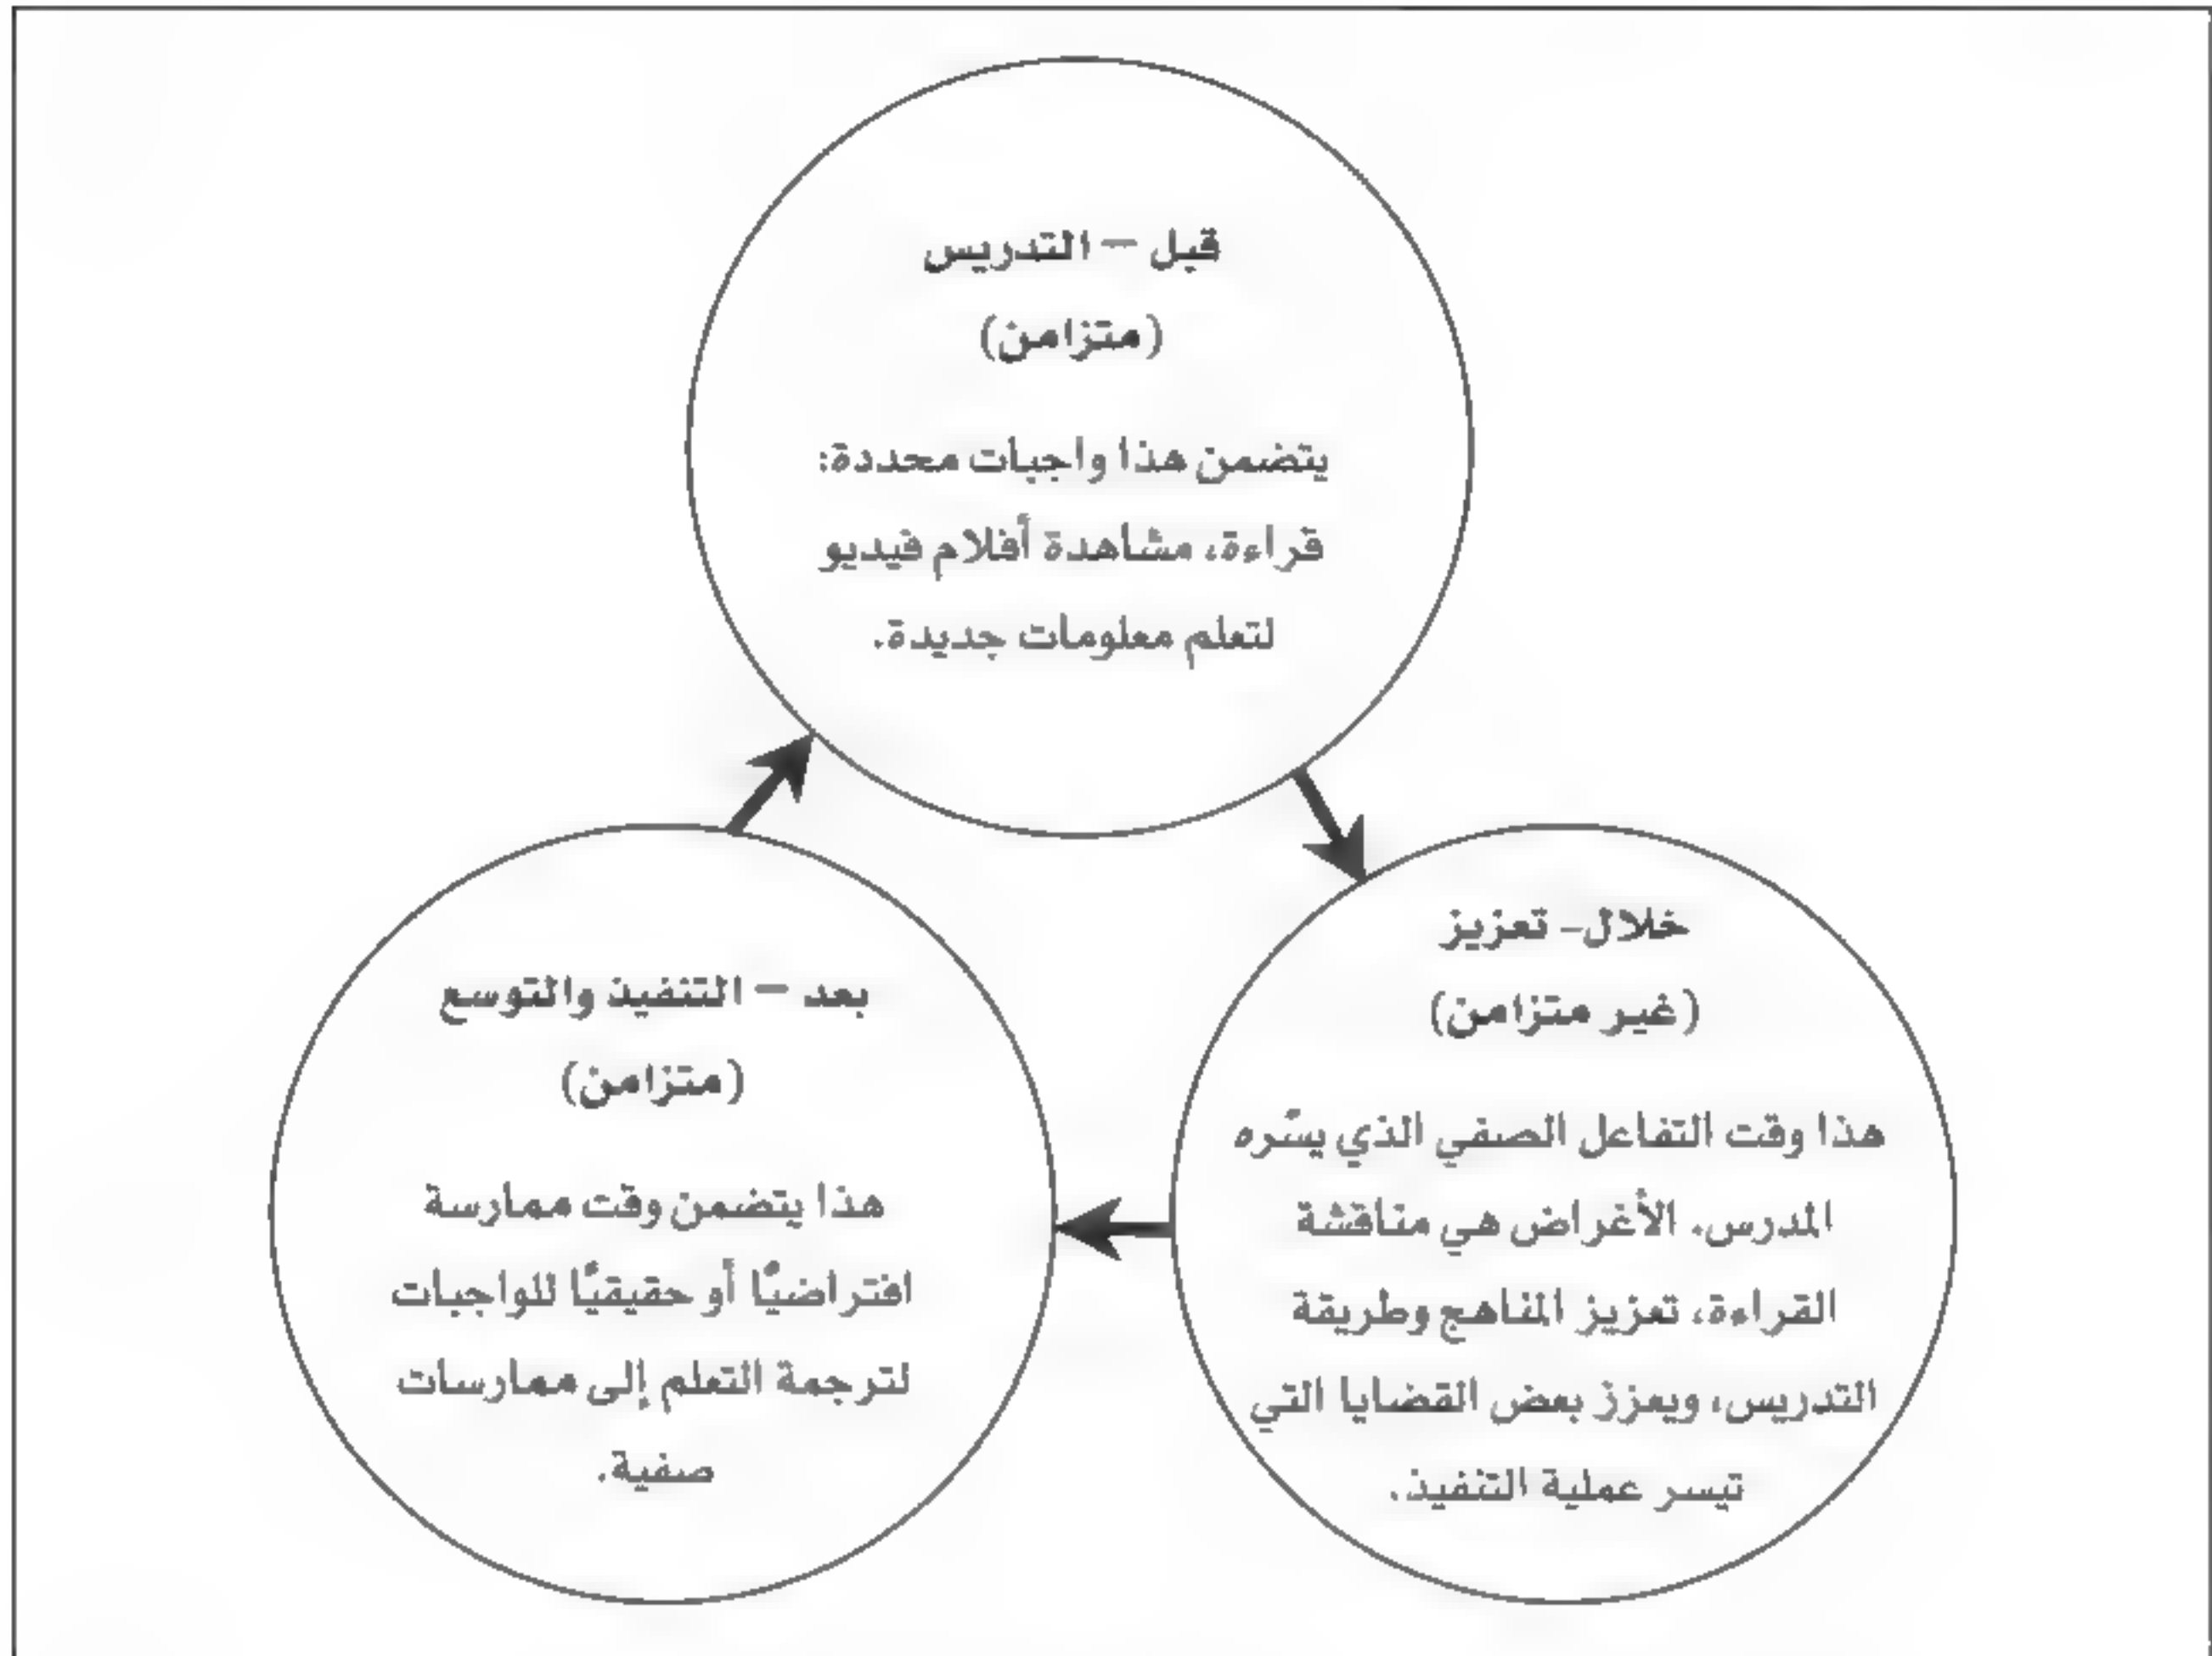 قبل – التدريس
(متزامن)
يتضمن هذا واجبات محددة:
قراءة، مشاهدة أفلام فيديو
لتعلم معلومات جديدة.
خلال– تعزيز
(غير متزامن)
هذا وقت التفاعل الصفي الذي يسّره
المدرس. الأغراض هي مناقشة
القراءة، تعزيز المناهج وطريقة
التدريس، ويعزز بعض القضايا التي
تيسر عملية التنفيذ.
بعد – التنفيذ والتوسع
(متزامن)
هذا يتضمن وقت ممارسة
افتراضيًا أو حقيقيًا للواجبات
لترجمة التعلم إلى ممارسات
صفية.